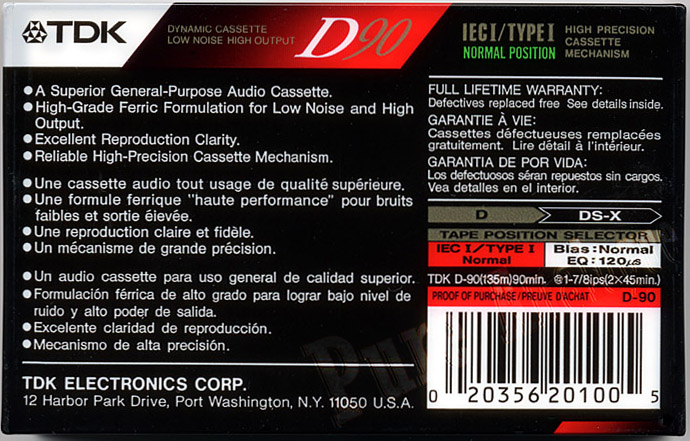 TDK
DYNAMIC CASSETTE
LOW NOISE HIGH OUTPUT
D90
IECI/TYPE I
NORMAL POSITION
HIGH PRECISION
CASSETTE
MECHANISM
●A Superior General-Purpose Audio Cassette.
●High-Grade Ferric Formulation for Low Noise and High
Output.
●Excellent Reproduction Clarity.
●Reliable High-Precision Cassette Mechanism.
●Une cassette audio tout usage de qualité supérieure.
●Une formule ferrique "haute performance" pour bruits
faibles et sortie éievée.
●Une reproduction claire et fidèle.
●Un mécanisme de grande précision.
●Un audio cassette para uso general de calidad superior.
●Formulación férrica de alto grado para lograr bajo nivel de
ruido y alto poder de salida.
●Excelente claridad de reproducción.
●Mecanismo de alta precisión.
TDK ELECTRONICS CORP.
12 Harbor Park Drive, Port Washington, N.Y. 11050 U.S.A.
FULL LIFETIME WARRANTY:
Defectives replaced free See details inside.
GARANTIE À VIE:
Cassettes défectueuses remplacées
gratuitement. Lire détail à l'intérieur.
GARANTIA DE POR VIDA:
Los defectuosos séran repuestos sin cargos.
Vea detalles en el interior.
D DS-X
TAPE POSITION SELECTOR
IEC I/TYPE I
Normal
Bias:Normal
EQ:120µs
TDK D-90(135m)90min. @1-7/8ips(2×45min.)
PROOF OF PURCHASE/PREUVE D'ACHAT D-90
0 20356 20100 5